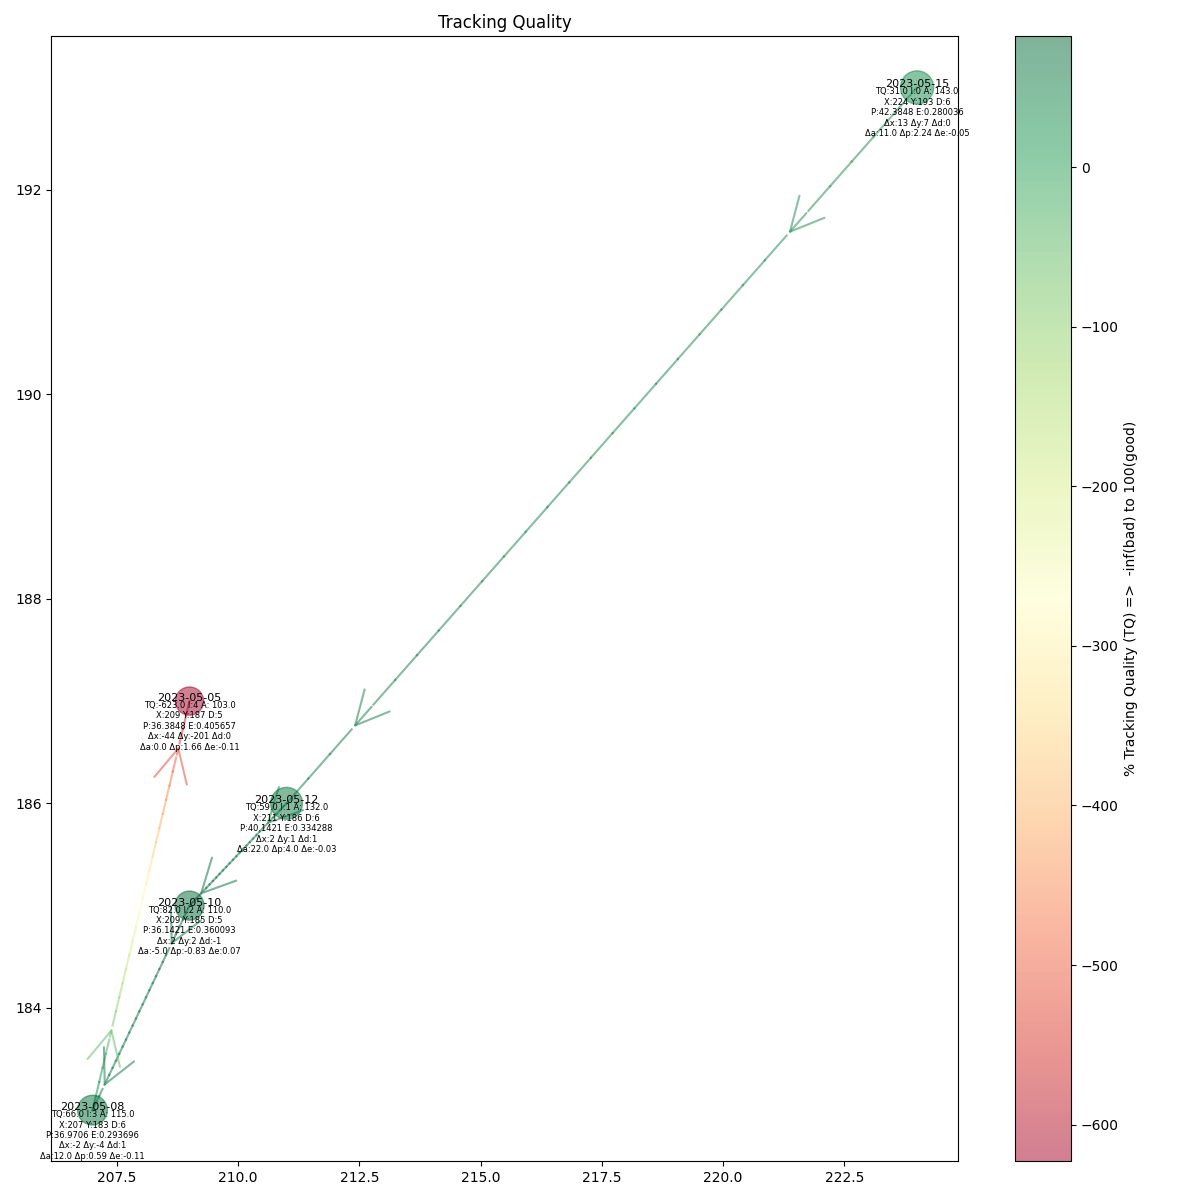 Tracking Quality
2023-05-15
TQ:31.0 I:0 A: 143.0
X:224 Y:193 D:6
P:42.3848 E:0.280036
Δx:13 Δy:7 Δd:0
Δa:11.0 Δp:2.24 Δe:-0.05
2023-05-05
TQ:-623.0 I:4 A: 103.0
X:209 Y:187 D:5
P:36.3848 E:0.405657
Δx:-44 Δy:-201 Δd:0
Δa:0.0 Δp:1.66 Δe:-0.11
2023-05-12
TQ:59.0 I:1 A: 132.0
X:211 Y:186 D:6
P:40.1421 E:0.334288
Δx:2 Δy:1 Δd:1
Δa:22.0 Δp:4.0 Δe:-0.03
2023-05-10
TQ:82.0 I:2 A: 110.0
X:209 Y:185 D:5
P:36.1421 E:0.360093
Δx:2 Δy:2 Δd:-1
Δa:-5.0 Δp:-0.83 Δe:0.07
2023-05-08
TQ:66.0 I:3 A: 115.0
X:207 Y:183 D:6
P:36.9706 E:0.293696
Δx:-2 Δy:-4 Δd:1
Δa:12.0 Δp:0.59 Δe:-0.11
192
190
188
186
184
207.5
210.0
212.5
215.0
217.5
220.0
222.5
0
−100
−200
−300
−400
−500
−600
% Tracking Quality (TQ) =>  -inf(bad) to 100(good)